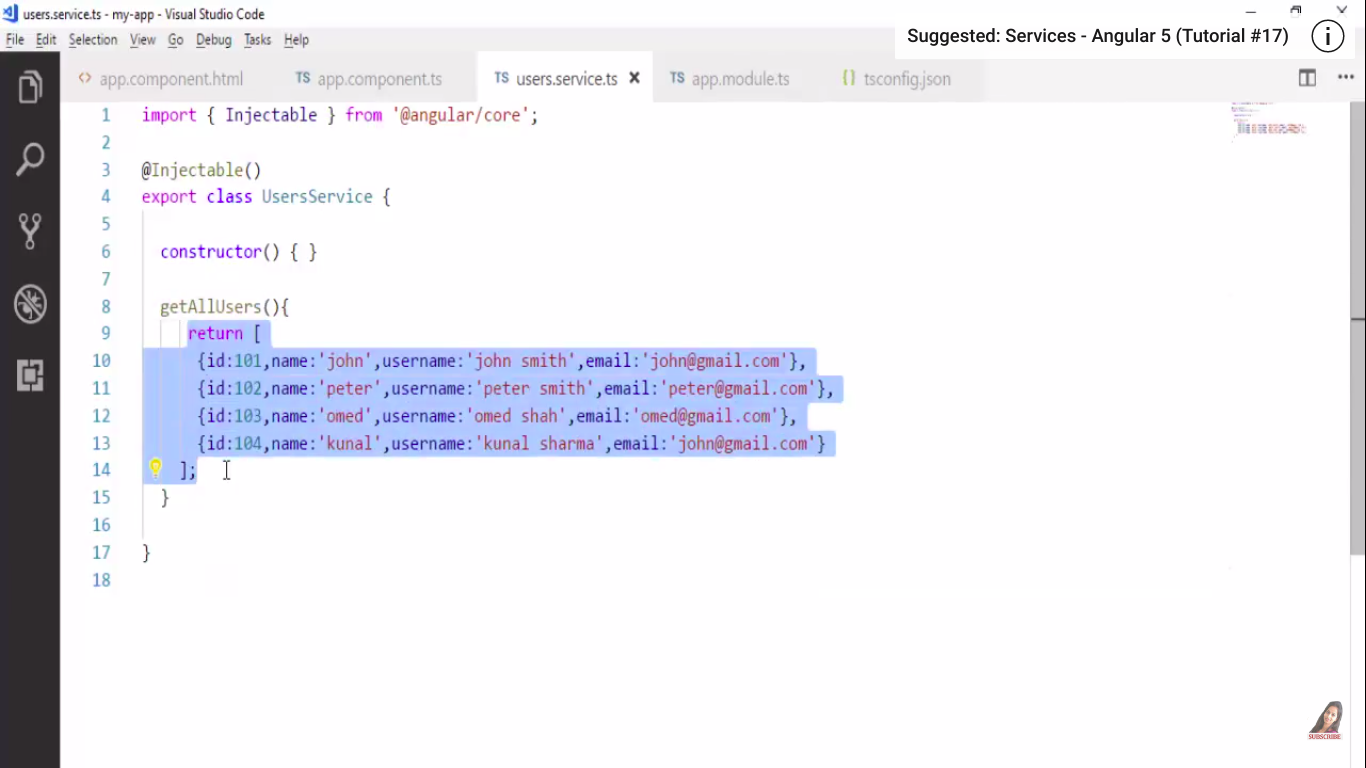 users.service.ts - my-app - Visual Studio Code
File Edit Selection View Go Debug Tasks Help
Suggested: Services - Angular 5 (Tutorial #17)
<> app.component.html TS app.component.ts TS users.service.ts × TS app.module.ts {} tsconfig.json
1 import { Injectable } from '@angular/core';
2
3 @Injectable()
4 export class UsersService {
5
6 constructor() { }
7
8 getAllUsers(){
9 return [
10 {id:101,name:'john',username:'john smith',email:'john@gmail.com'},
11 {id:102,name:'peter',username:'peter smith',email:'peter@gmail.com'},
12 {id:103,name:'omed',username:'omed shah',email:'omed@gmail.com'},
13 {id:104,name:'kunal',username:'kunal sharma',email:'john@gmail.com'}
14 ];
15 }
16
17 }
18
SUBSCRIBE